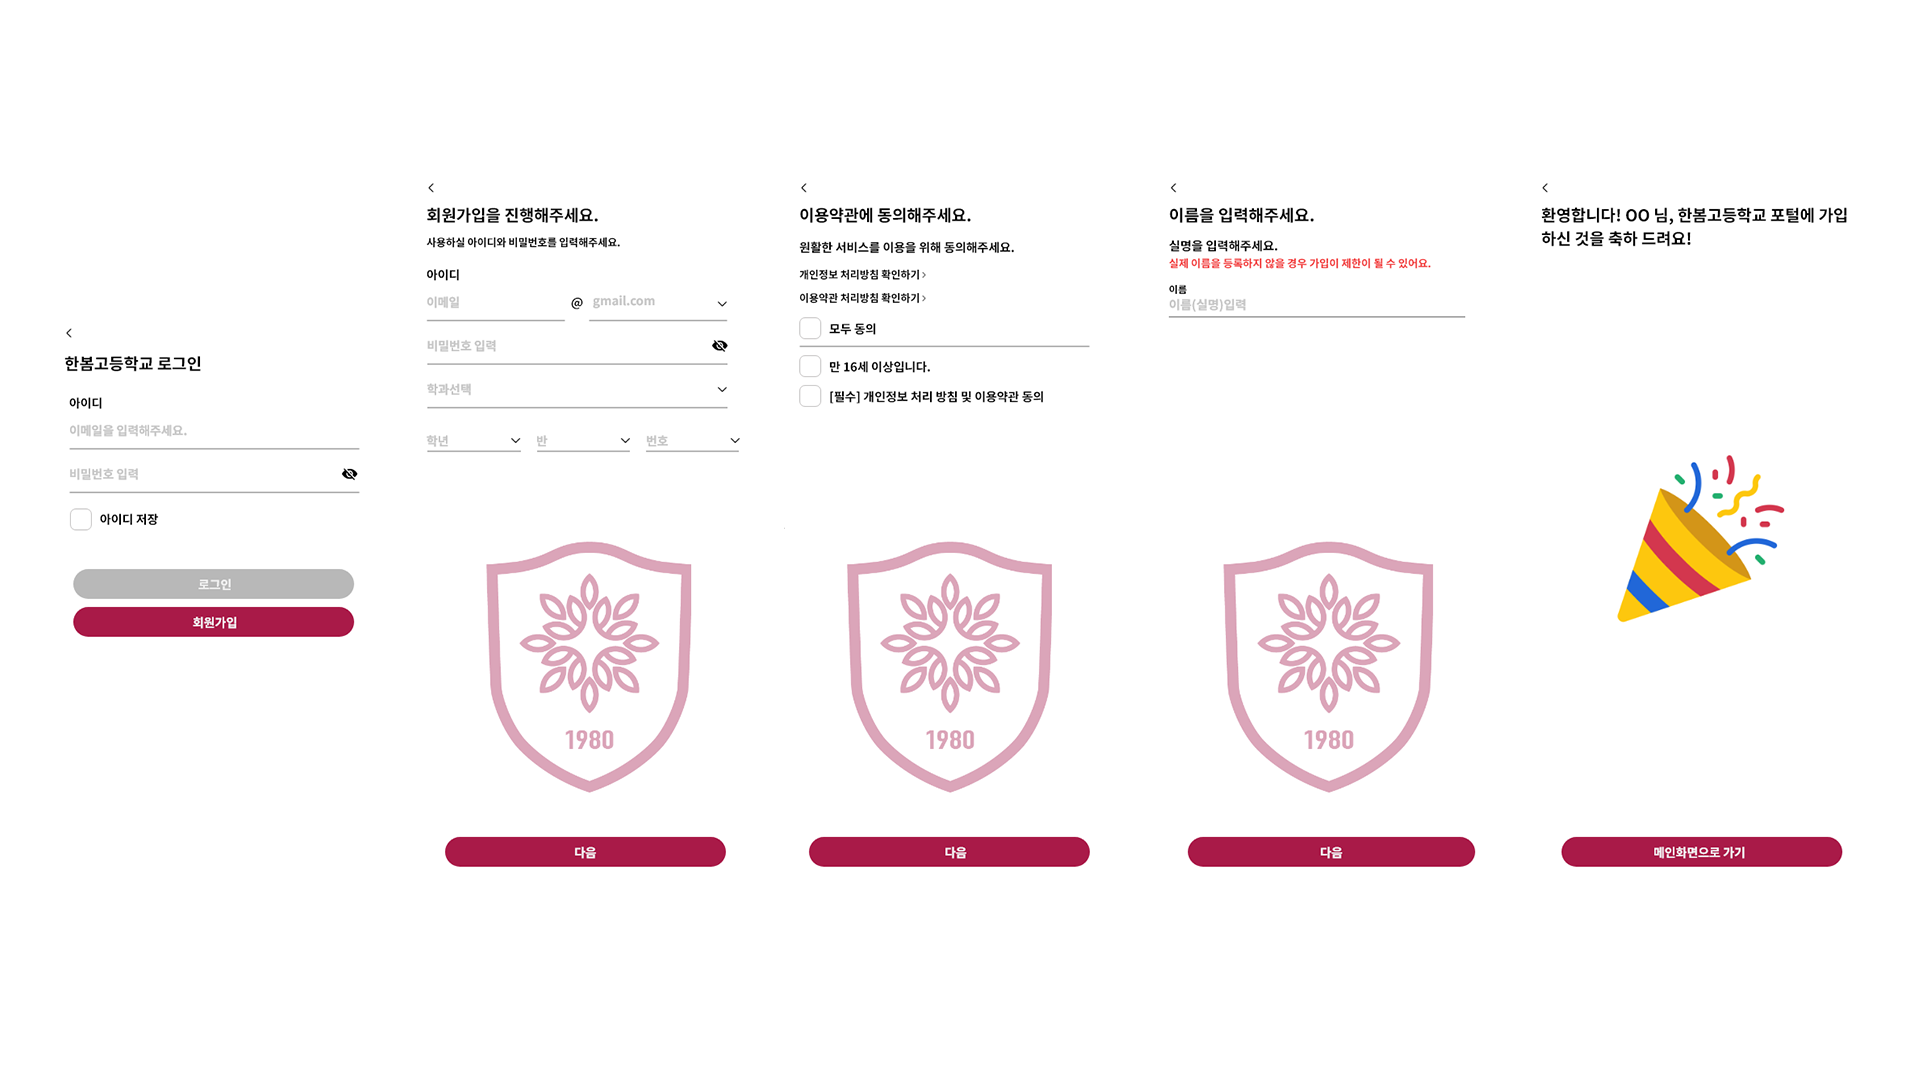 한봄고등학교 로그인
아이디
이메일을 입력해주세요.
비밀번호 입력
아이디 저장
로그인
회원가입
회원가입을 진행해주세요.
사용하실 아이디와 비밀번호를 입력해주세요.
아이디
이메일 @ gmail.com
비밀번호 입력
학과선택
학년 반 번호
1980
다음
이용약관에 동의해주세요.
원활한 서비스를 이용을 위해 동의해주세요.
개인정보 처리방침 확인하기 >
이용약관 처리방침 확인하기 >
모두 동의
만 16세 이상입니다.
[필수] 개인정보 처리 방침 및 이용약관 동의
1980
다음
이름을 입력해주세요.
실명을 입력해주세요.
실제 이름을 등록하지 않을 경우 가입이 제한이 될 수 있어요.
이름
이름(실명)입력
1980
다음
환영합니다! OO 님, 한봄고등학교 포털에 가입
하신 것을 축하 드려요!
메인화면으로 가기